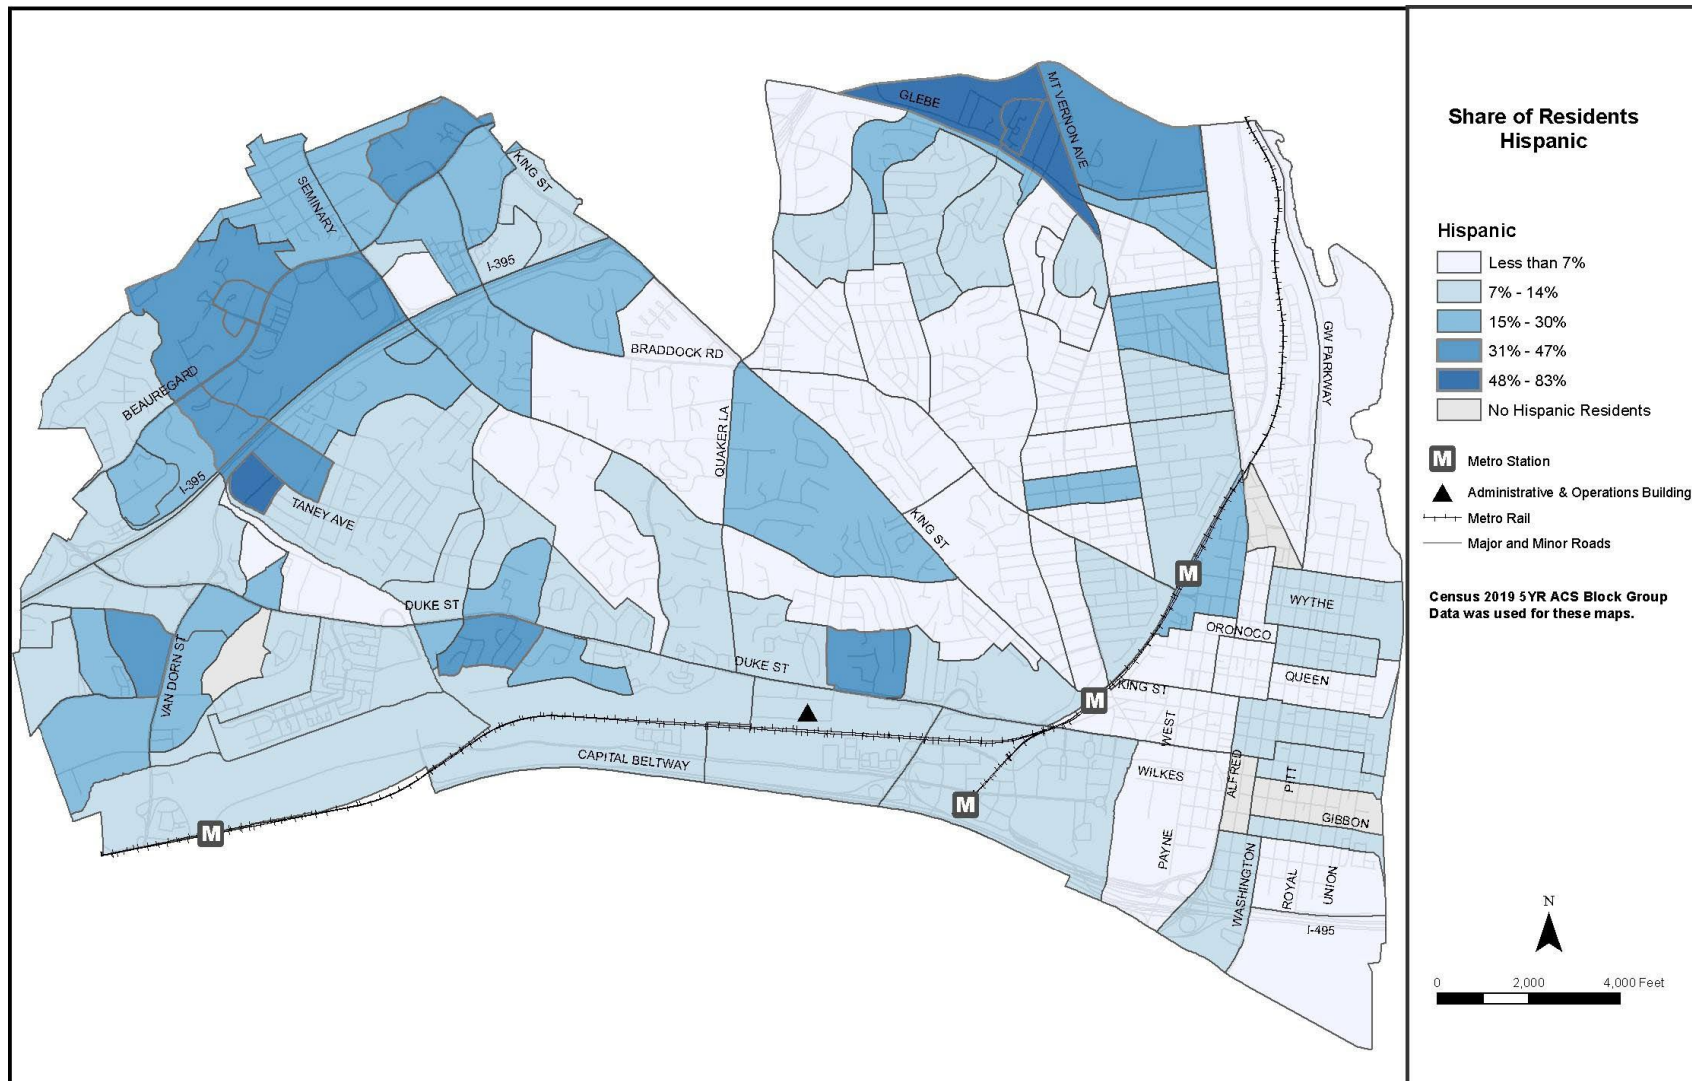 GLEBE
MT VERNON AVE
KING ST
SEMINARY
I-395
GW PARKWAY
BRADDOCK RD
BEAUREGARD
QUAKER LA
I-395
TANEY AVE
KING ST
DUKE ST
WYTHE
ORONOCO
DUKE ST
VAN DORN ST
QUEEN
KING ST
WEST
CAPITAL BELTWAY
WILKES
ALFRED
PITT
GIBBON
PAYNE
WASHINGTON
ROYAL
UNION
I-495
M
M
M
M
Share of Residents
Hispanic
Hispanic
Less than 7%
7% - 14%
15% - 30%
31% - 47%
48% - 83%
No Hispanic Residents
M Metro Station
Administrative & Operations Building
Metro Rail
Major and Minor Roads
Census 2019 5YR ACS Block Group
Data was used for these maps.
N
0 2,000 4,000 Feet